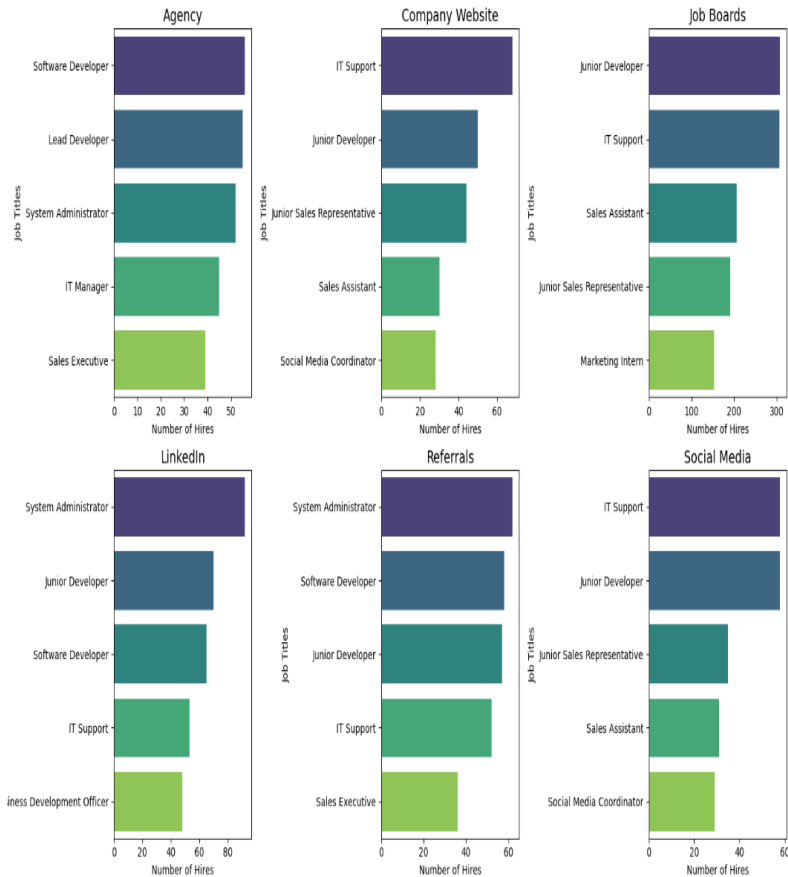 Agency
Software Developer
Lead Developer
System Administrator
IT Manager
Sales Executive
Job Titles
0 10 20 30 40 50
Number of Hires
Company Website
IT Support
Junior Developer
Junior Sales Representative
Sales Assistant
Social Media Coordinator
Job Titles
0 20 40 60
Number of Hires
Job Boards
Junior Developer
IT Support
Sales Assistant
Junior Sales Representative
Marketing Intern
Job Titles
0 100 200 300
Number of Hires
LinkedIn
System Administrator
Junior Developer
Software Developer
IT Support
iness Development Officer
0 20 40 60 80
Number of Hires
Referrals
System Administrator
Software Developer
Junior Developer
IT Support
Sales Executive
Job Titles
0 20 40 60
Number of Hires
Social Media
IT Support
Junior Developer
Junior Sales Representative
Sales Assistant
Social Media Coordinator
Job Titles
0 20 40 60
Number of Hires